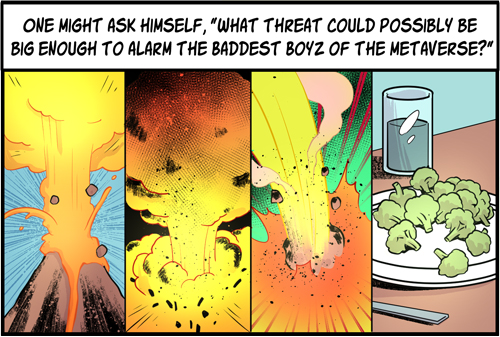 ONE MIGHT ASK HIMSELF, "WHAT THREAT COULD POSSIBLY BE
BIG ENOUGH TO ALARM THE BADDEST BOYZ OF THE METAVERSE?"